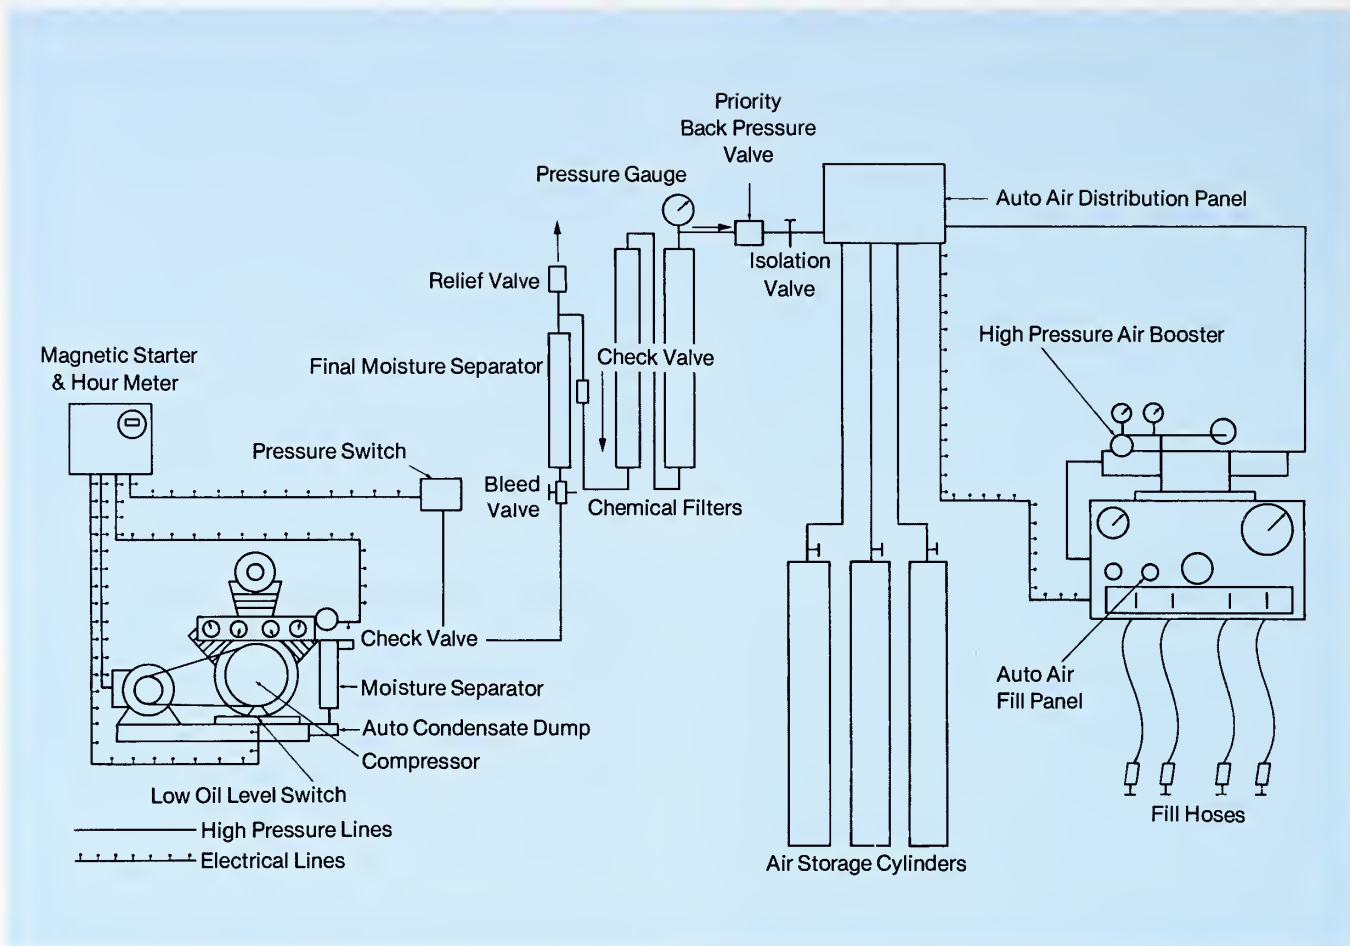 Priority
Back Pressure
Valve
Pressure Gauge
Auto Air Distribution Panel
Isolation
Valve
Relief Valve
High Pressure Air Booster
Magnetic Starter
& Hour Meter
Final Moisture Separator
Check Valve
Pressure Switch
Bleed
Valve
Chemical Filters
Check Valve
Moisture Separator
Auto Condensate Dump
Compressor
Low Oil Level Switch
Auto Air
Fill Panel
High Pressure Lines
Electrical Lines
Fill Hoses
Air Storage Cylinders